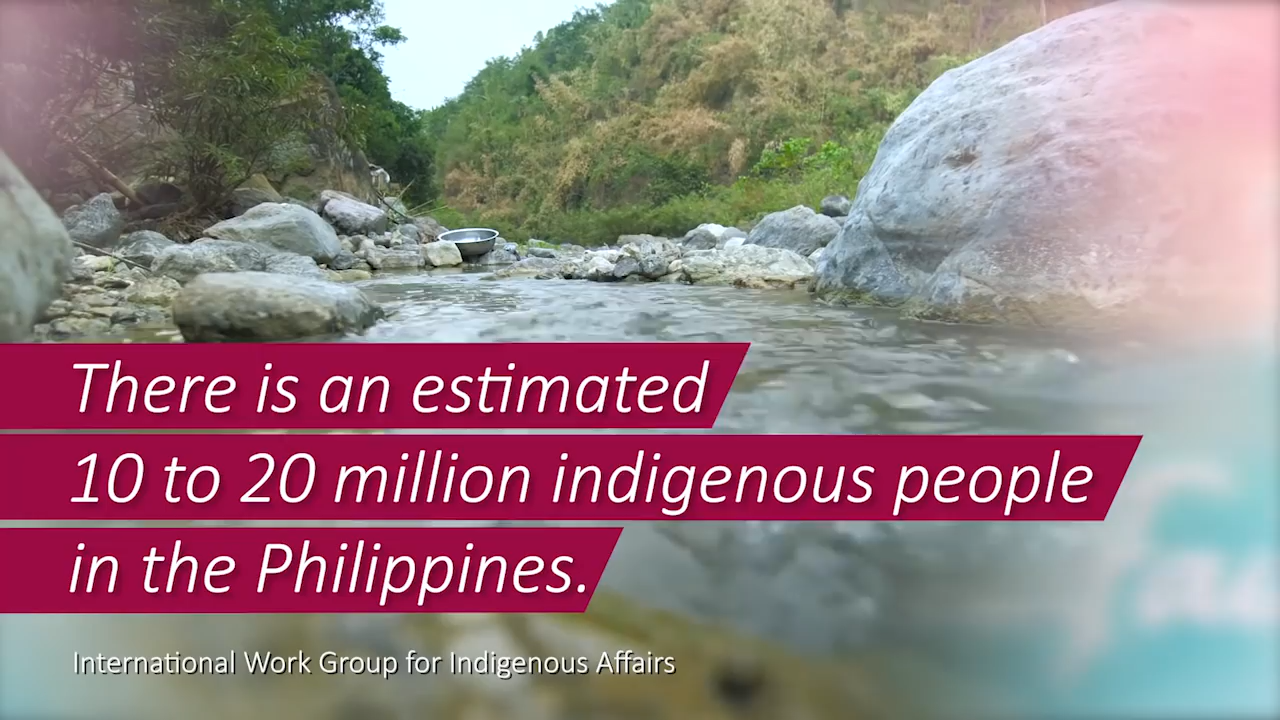 There is an estimated
10 to 20 million indigenous people
in the Philippines.
International Work Group for Indigenous Affairs